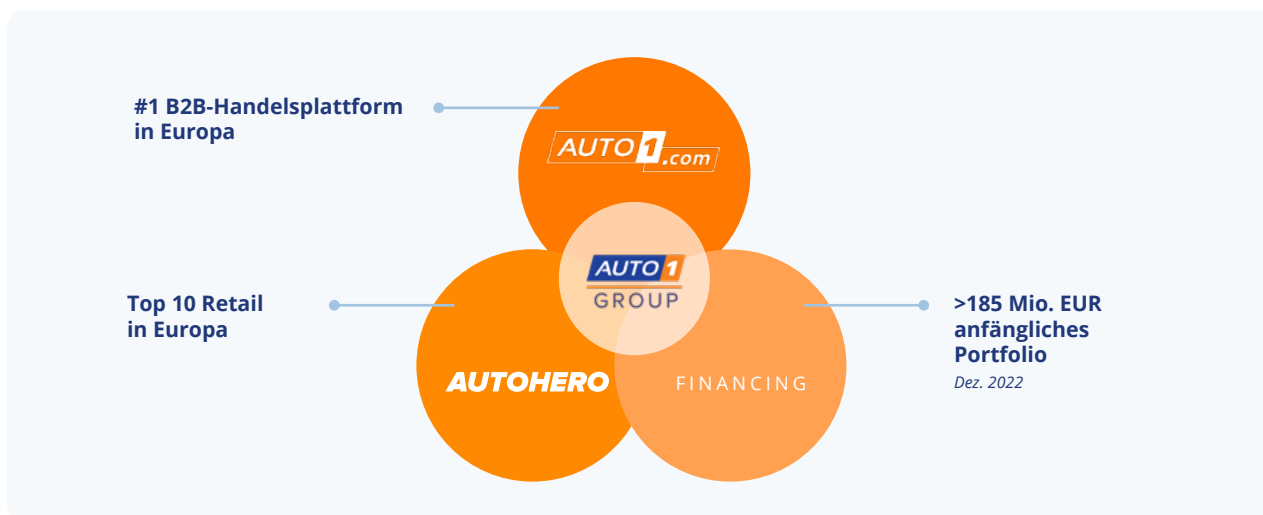 #1 B2B-Handelsplattform
in Europa
AUTO1.com
AUTO1
GROUP
Top 10 Retail
in Europa
>185 Mio. EUR
anfängliches
Portfolio
Dez. 2022
AUTOHERO
FINANCING